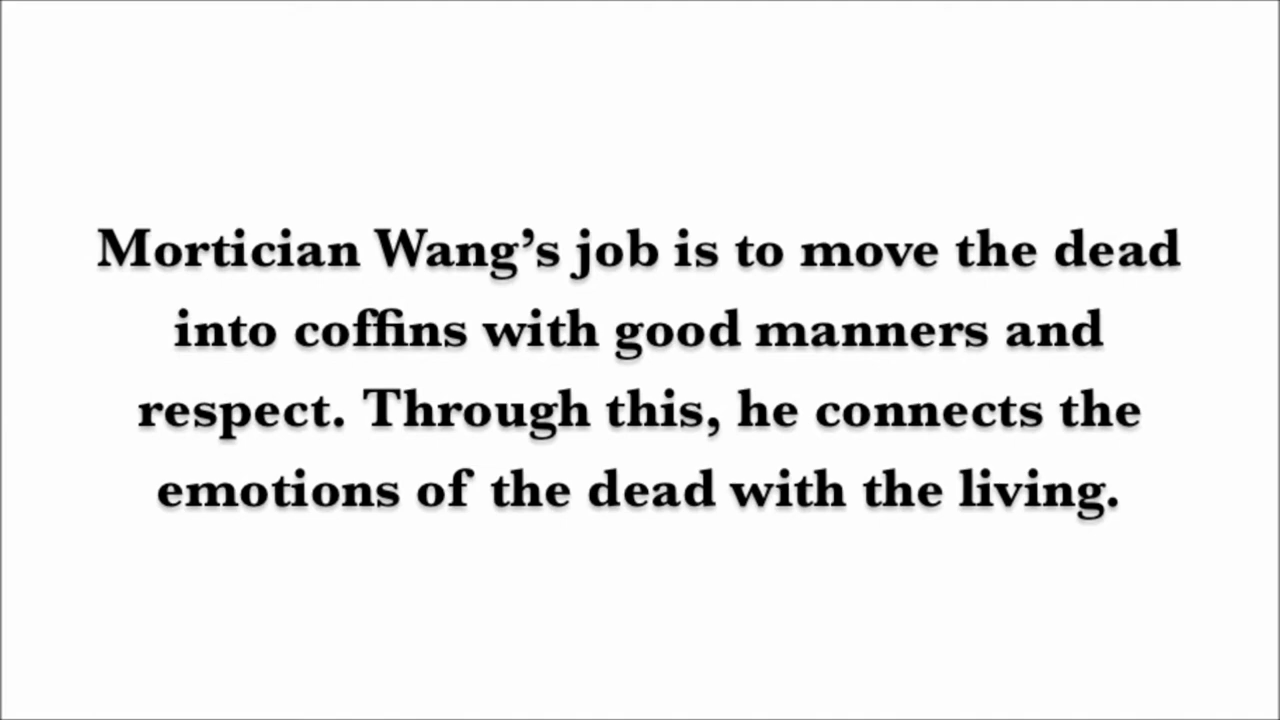 Mortician Wang’s job is to move the dead
into coffins with good manners and
respect. Through this, he connects the
emotions of the dead with the living.